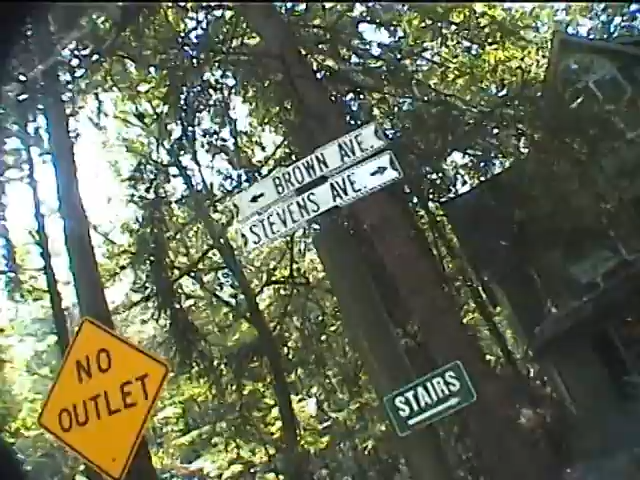 BROWN AVE.
STEVENS AVE.
NO
OUTLET
STAIRS